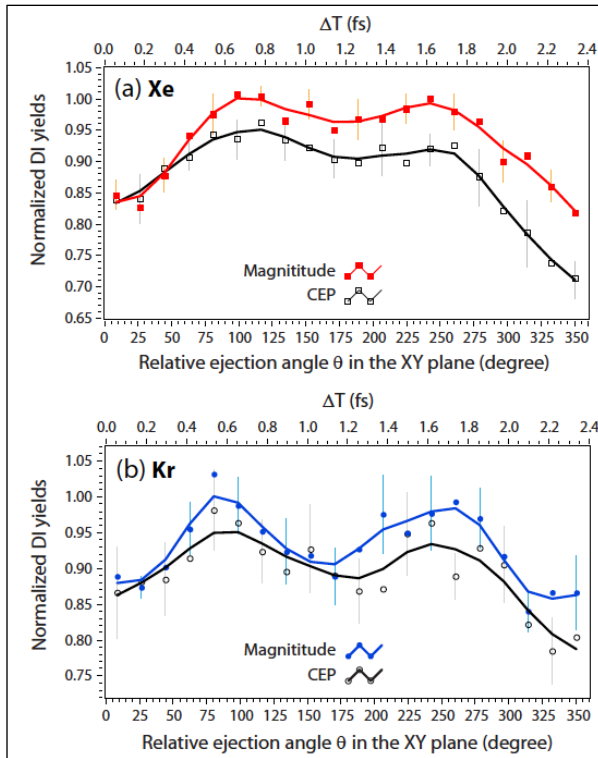 ΔT (fs)
0.0 0.2 0.4 0.6 0.8 1.0 1.2 1.4 1.6 1.8 2.0 2.2 2.4
1.05
(a) Xe
1.00
0.95
0.90
0.85
0.80
0.75
0.70
0.65
Normalized DI yields
Magnititude
CEP
0 25 50 75 100 125 150 175 200 225 250 275 300 325 350
Relative ejection angle θ in the XY plane (degree)
ΔT (fs)
0.0 0.2 0.4 0.6 0.8 1.0 1.2 1.4 1.6 1.8 2.0 2.2 2.4
(b) Kr
1.05
1.00
0.95
0.90
0.85
0.80
0.75
Normalized DI yields
Magnititude
CEP
0 25 50 75 100 125 150 175 200 225 250 275 300 325 350
Relative ejection angle θ in the XY plane (degree)